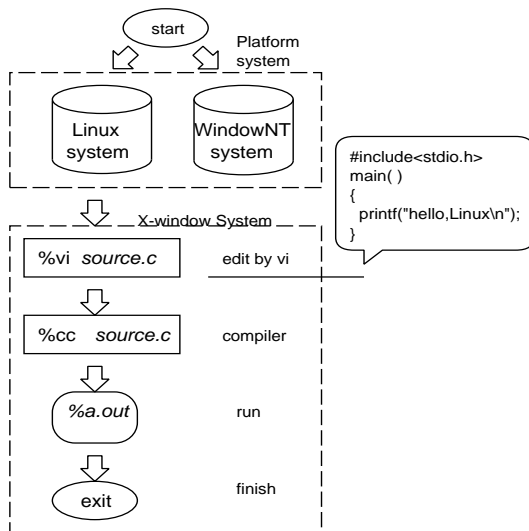 start
Platform
system
Linux
system
WindowNT
system
#include<stdio.h>
main( )
{
printf("hello,Linux\n");
}
X-window System
%vi source.c
edit by vi
%cc source.c
compiler
%a.out
run
exit
finish